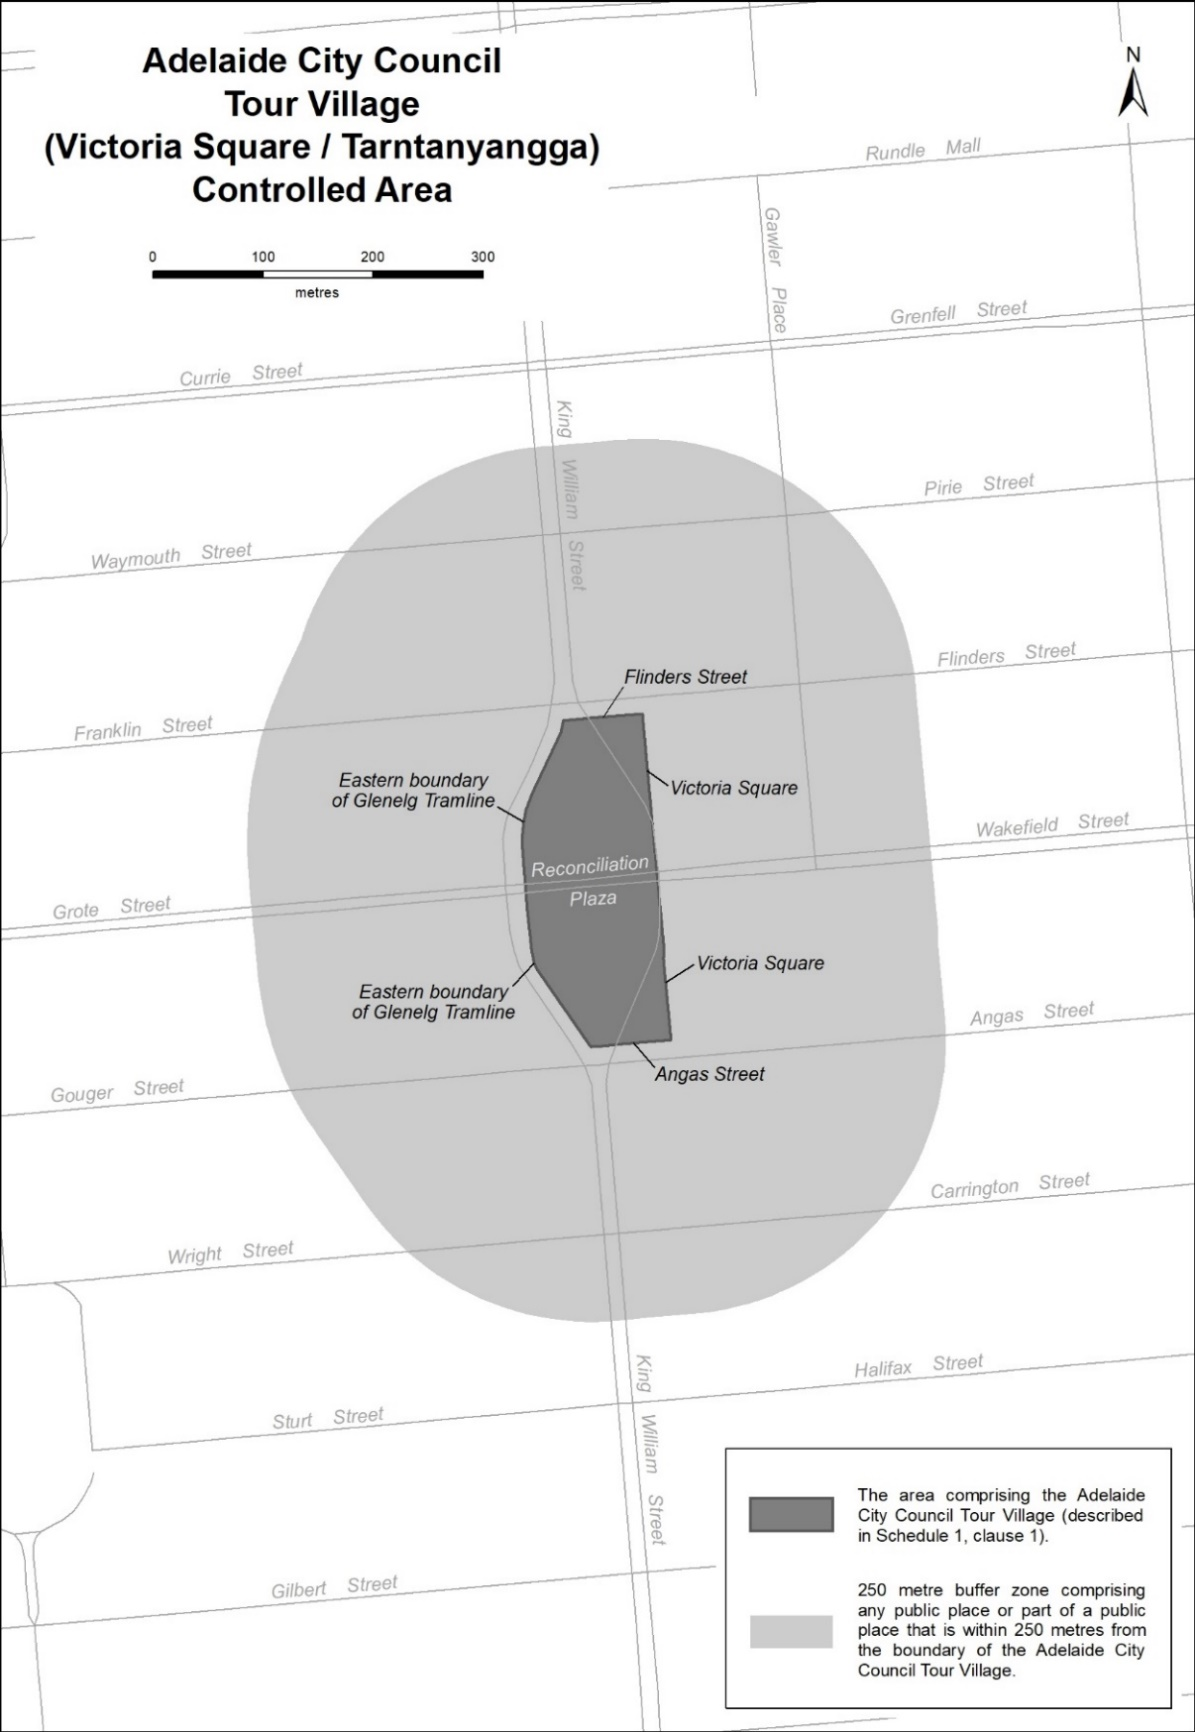 Adelaide City Council
Tour Village
(Victoria Square / Tarntanyangga)
Controlled Area
N
0 100 200 300
metres
Rundle Mall
Gawler Place
Grenfell Street
Currie Street
King William Street
Pirie Street
Waymouth Street
Flinders Street
Flinders Street
Franklin Street
Eastern boundary
of Glenelg Tramline
Victoria Square
Wakefield Street
Reconciliation
Plaza
Grote Street
Victoria Square
Eastern boundary
of Glenelg Tramline
Angas Street
Angas Street
Gouger Street
Carrington Street
Wright Street
King William Street
Halifax Street
Sturt Street
Gilbert Street
The area comprising the Adelaide
City Council Tour Village (described
in Schedule 1, clause 1).
250 metre buffer zone comprising
any public place or part of a public
place that is within 250 metres from
the boundary of the Adelaide City
Council Tour Village.